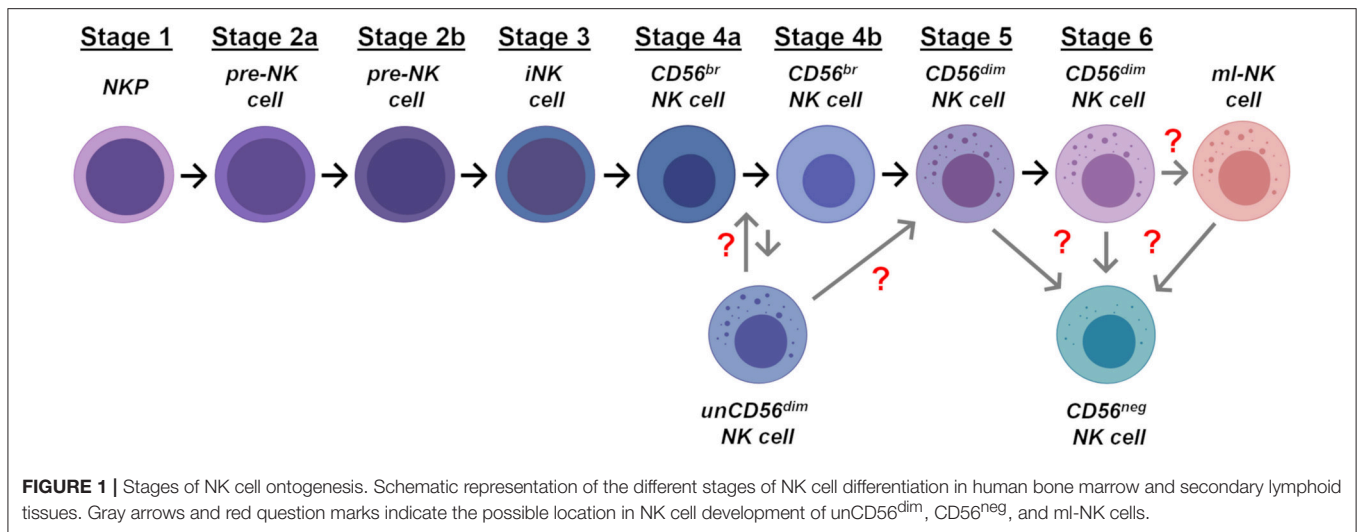 Stage 1 Stage 2a Stage 2b Stage 3 Stage 4a Stage 4b Stage 5 Stage 6
NKP pre-NK cell pre-NK cell iNK cell CD56br NK cell CD56br NK cell CD56dim NK cell CD56dim NK cell ml-NK cell
?
? ? ? ?
unCD56dim NK cell CD56neg NK cell
FIGURE 1 | Stages of NK cell ontogenesis. Schematic representation of the different stages of NK cell differentiation in human bone marrow and secondary lymphoid
tissues. Gray arrows and red question marks indicate the possible location in NK cell development of unCD56dim, CD56neg, and ml-NK cells.